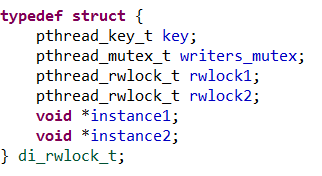 typedef struct {
    pthread_key_t key;
    pthread_mutex_t writers_mutex;
    pthread_rwlock_t rwlock1;
    pthread_rwlock_t rwlock2;
    void *instance1;
    void *instance2;
} di_rwlock_t;